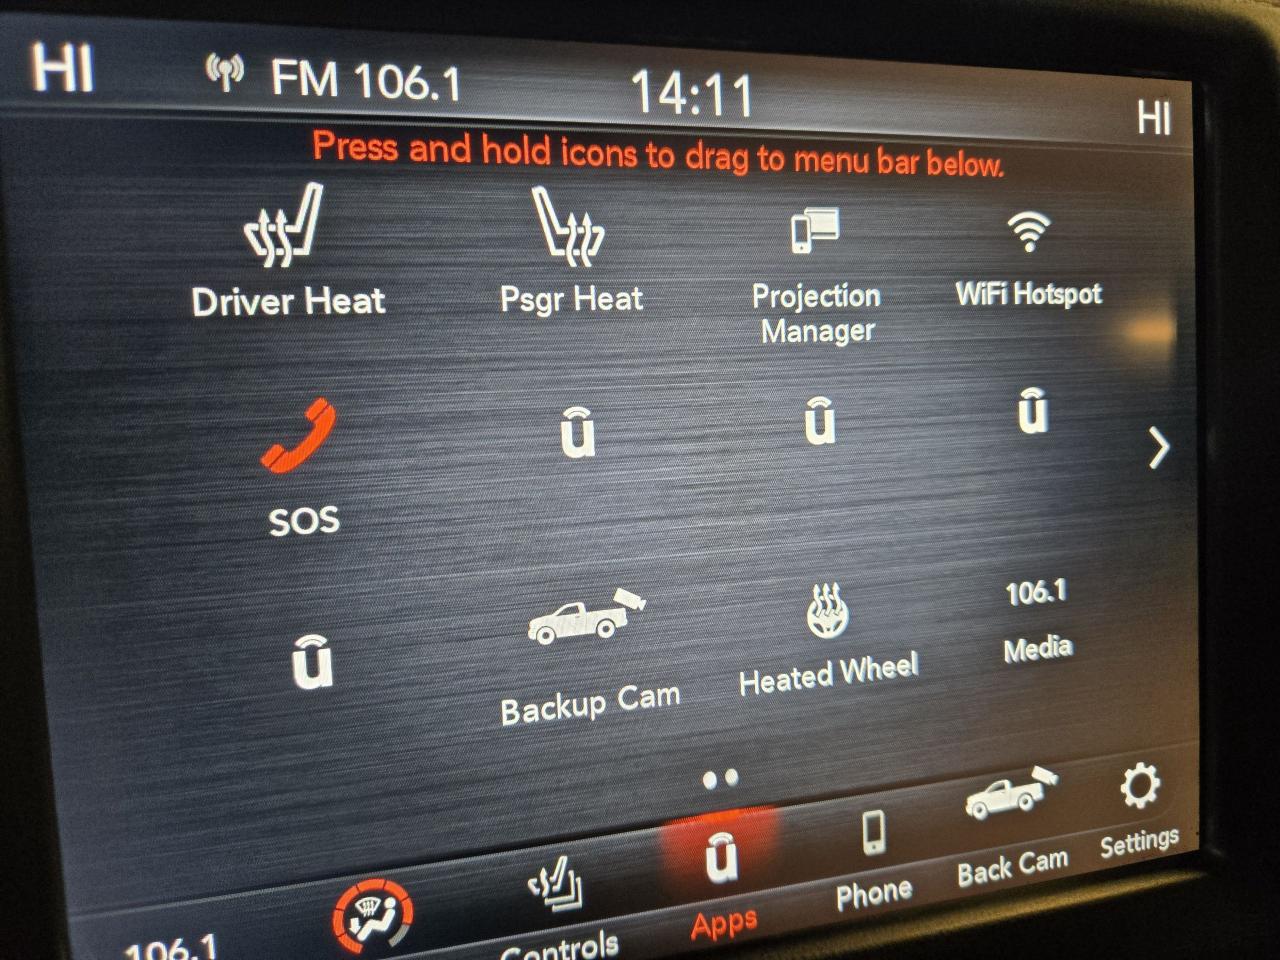 HI FM 106.1 14:11 HI
Press and hold icons to drag to menu bar below.
Driver Heat Psgr Heat Projection Manager WiFi Hotspot
SOS
u u u
u
Backup Cam Heated Wheel 106.1 Media
106.1 Controls u Apps Phone Back Cam Settings